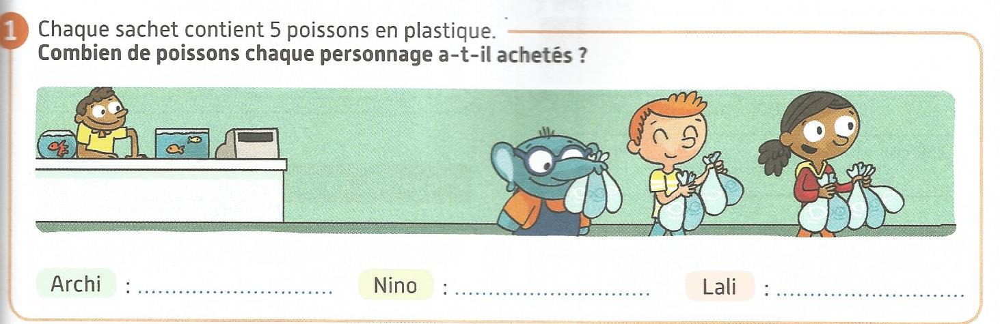 1 Chaque sachet contient 5 poissons en plastique.
Combien de poissons chaque personnage a-t-il achetés ?
Archi : ............................. Nino : ............................. Lali : .............................